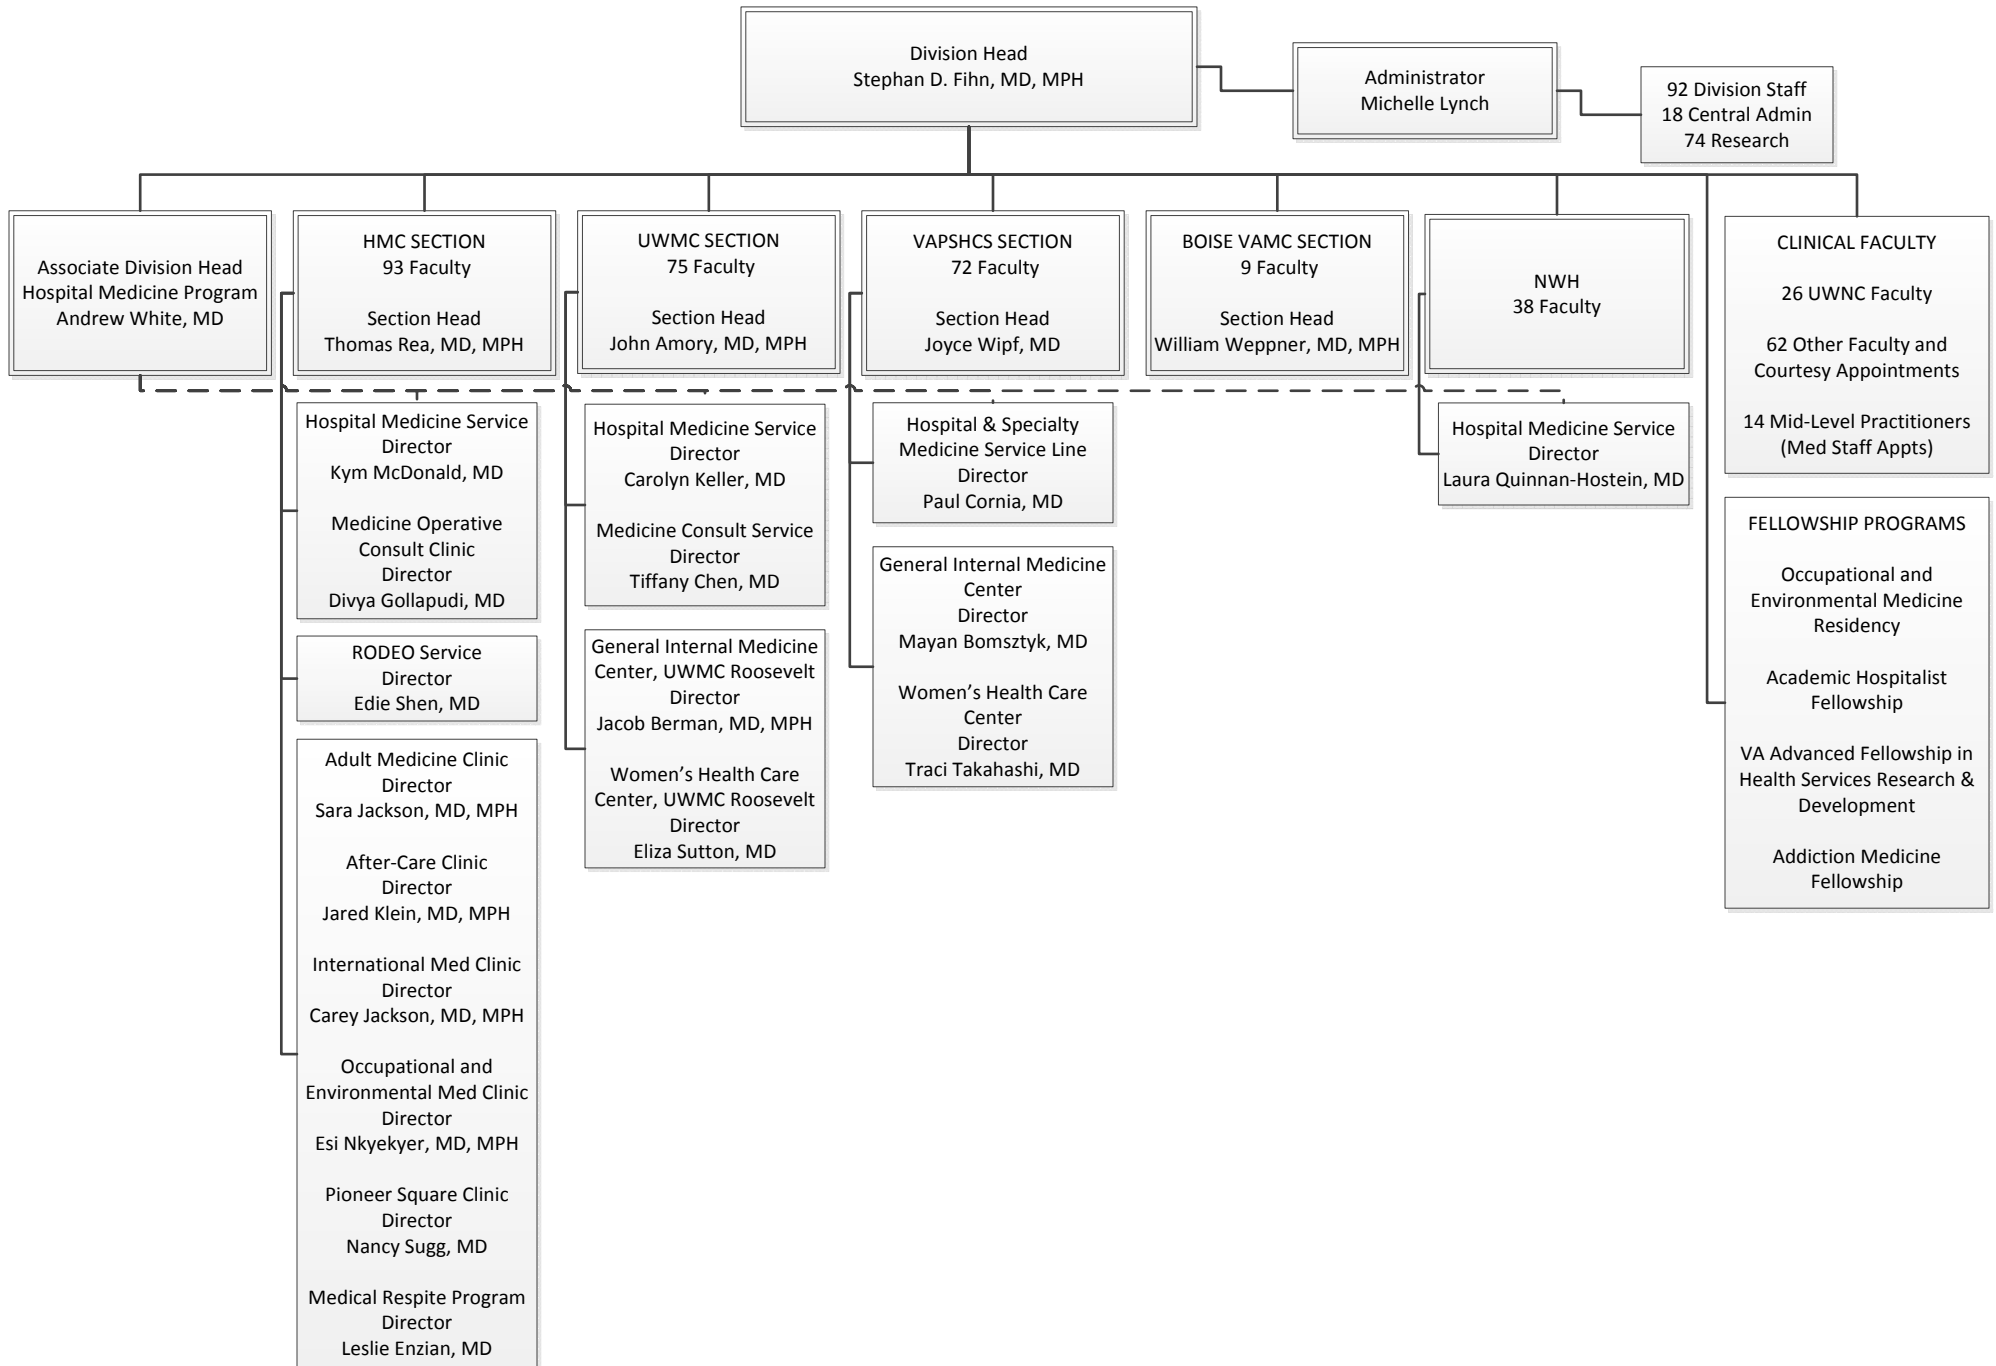 Division Head
Stephan D. Fihn, MD, MPH
Administrator
Michelle Lynch
92 Division Staff
18 Central Admin
74 Research
Associate Division Head
Hospital Medicine Program
Andrew White, MD
HMC SECTION
93 Faculty
Section Head
Thomas Rea, MD, MPH
UWMC SECTION
75 Faculty
Section Head
John Amory, MD, MPH
VAPSHCS SECTION
72 Faculty
Section Head
Joyce Wipf, MD
BOISE VAMC SECTION
9 Faculty
Section Head
William Weppner, MD, MPH
NWH
38 Faculty
CLINICAL FACULTY
26 UWNC Faculty
62 Other Faculty and
Courtesy Appointments
14 Mid-Level Practitioners
(Med Staff Appts)
Hospital Medicine Service
Director
Kym McDonald, MD
Medicine Operative
Consult Clinic
Director
Divya Gollapudi, MD
RODEO Service
Director
Edie Shen, MD
Adult Medicine Clinic
Director
Sara Jackson, MD, MPH
After-Care Clinic
Director
Jared Klein, MD, MPH
International Med Clinic
Director
Carey Jackson, MD, MPH
Occupational and
Environmental Med Clinic
Director
Esi Nkyekyer, MD, MPH
Pioneer Square Clinic
Director
Nancy Sugg, MD
Medical Respite Program
Director
Leslie Enzian, MD
Hospital Medicine Service
Director
Carolyn Keller, MD
Medicine Consult Service
Director
Tiffany Chen, MD
General Internal Medicine
Center, UWMC Roosevelt
Director
Jacob Berman, MD, MPH
Women's Health Care
Center, UWMC Roosevelt
Director
Eliza Sutton, MD
Hospital & Specialty
Medicine Service Line
Director
Paul Cornia, MD
General Internal Medicine
Center
Director
Mayan Bomsztyk, MD
Women's Health Care
Center
Director
Traci Takahashi, MD
Hospital Medicine Service
Director
Laura Quinnan-Hostein, MD
FELLOWSHIP PROGRAMS
Occupational and
Environmental Medicine
Residency
Academic Hospitalist
Fellowship
VA Advanced Fellowship in
Health Services Research &
Development
Addiction Medicine
Fellowship